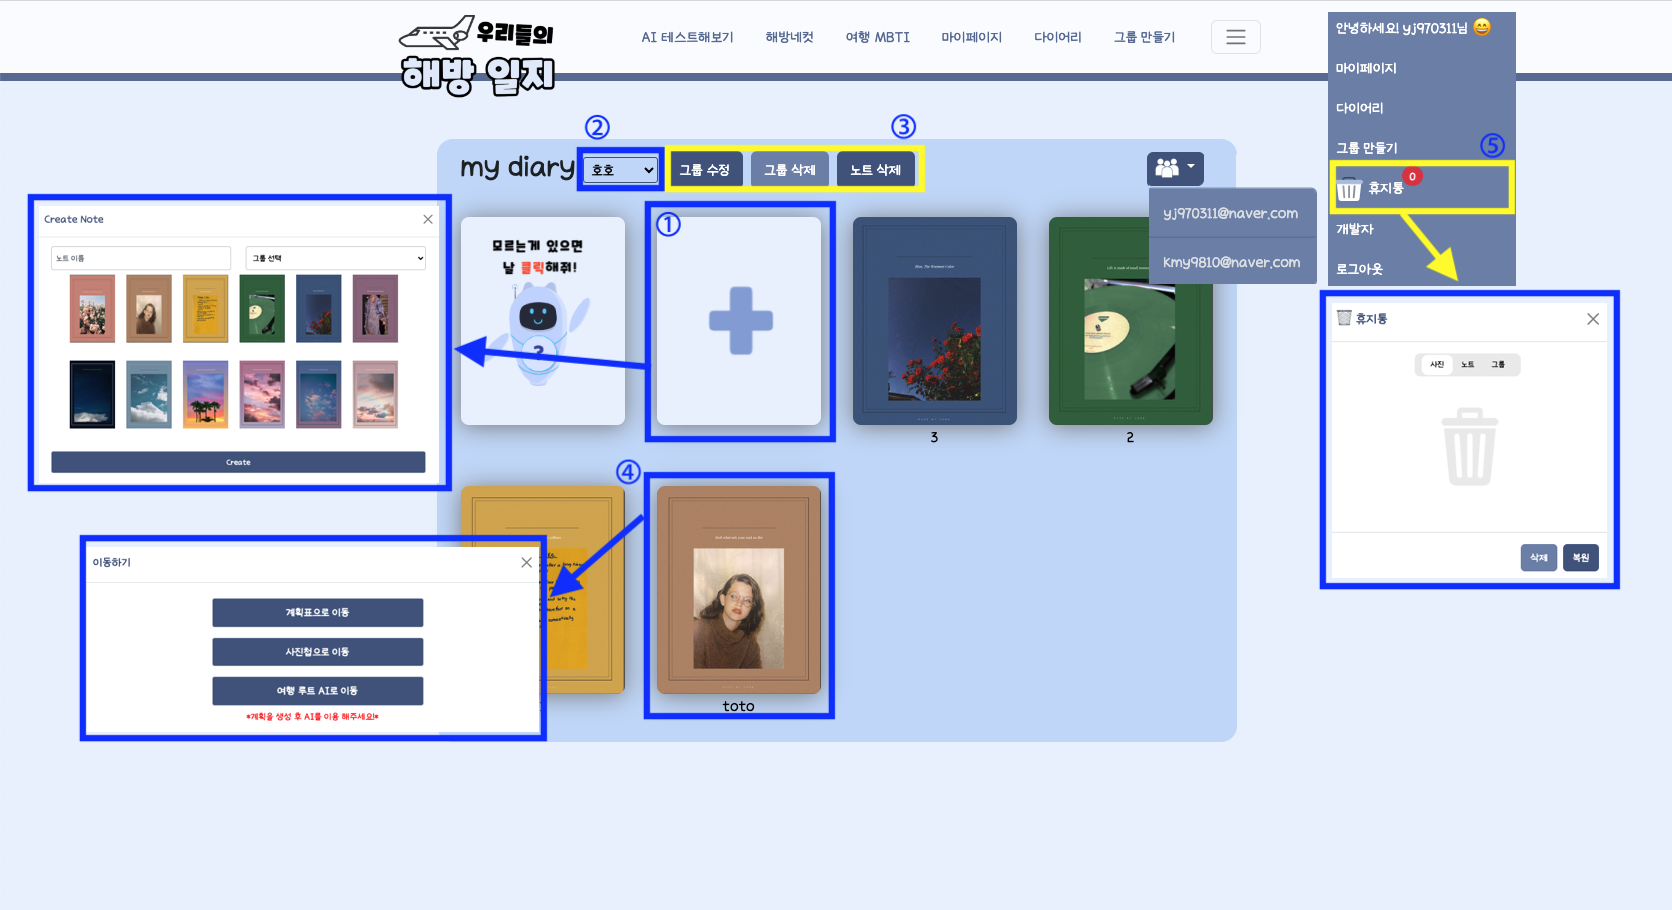 우리들의
해방 일지
AI 테스트해보기
해방네컷
여행 MBTI
마이페이지
다이어리
그룹 만들기
안녕하세요! yj970311님 😄
마이페이지
다이어리
그룹 만들기
⑤
휴지통
0
개발자
로그아웃
②
③
my diary
호호
그룹 수정
그룹 삭제
노트 삭제
yj970311@naver.com
Kmy9810@naver.com
Create Note
노트 이름
그룹 선택
Create
모르는게 있으면
날 클릭해줘!
?
①
3
2
④
toto
이동하기
계획표으로 이동
사진첩으로 이동
여행 루트 AI로 이동
*계획을 생성 후 AI를 이용 해주세요!*
휴지통
사진
노트
그룹
삭제
복원